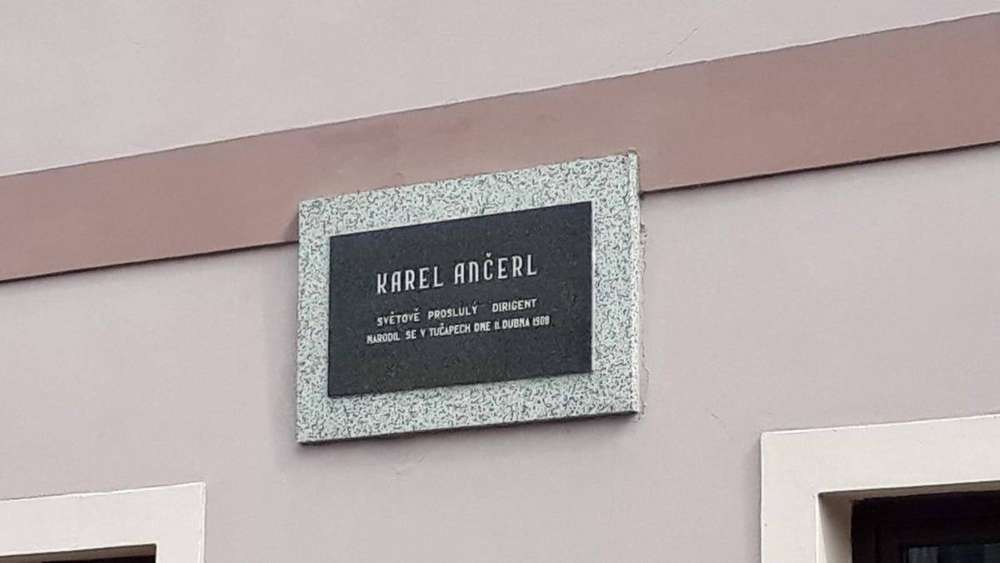 KAREL ANČERL
SVĚTOVĚ PROSLULÝ DIRIGENT
NARODIL SE V TUČAPECH DNE 11. DUBNA 1908